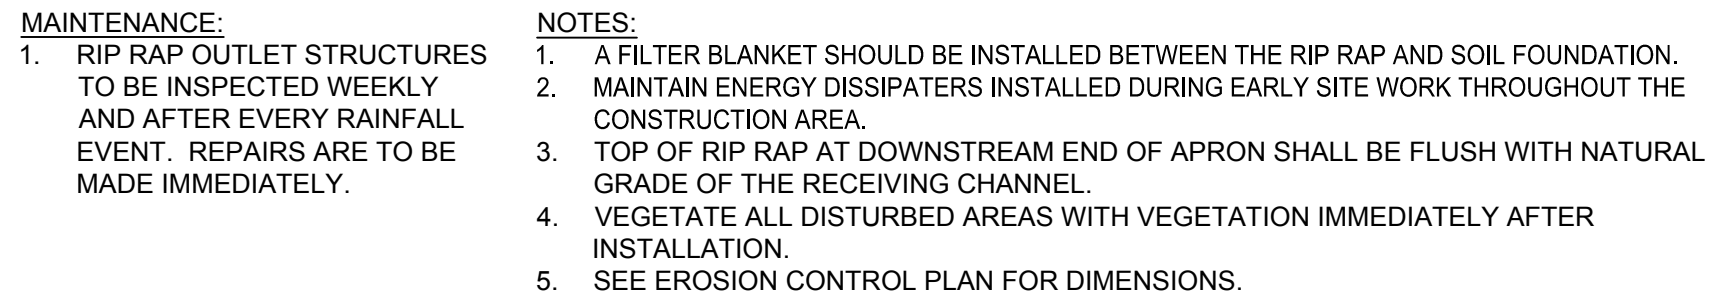 MAINTENANCE:
1. RIP RAP OUTLET STRUCTURES
TO BE INSPECTED WEEKLY
AND AFTER EVERY RAINFALL
EVENT. REPAIRS ARE TO BE
MADE IMMEDIATELY.
NOTES:
1. A FILTER BLANKET SHOULD BE INSTALLED BETWEEN THE RIP RAP AND SOIL FOUNDATION.
2. MAINTAIN ENERGY DISSIPATERS INSTALLED DURING EARLY SITE WORK THROUGHOUT THE
CONSTRUCTION AREA.
3. TOP OF RIP RAP AT DOWNSTREAM END OF APRON SHALL BE FLUSH WITH NATURAL
GRADE OF THE RECEIVING CHANNEL.
4. VEGETATE ALL DISTURBED AREAS WITH VEGETATION IMMEDIATELY AFTER
INSTALLATION.
5. SEE EROSION CONTROL PLAN FOR DIMENSIONS.